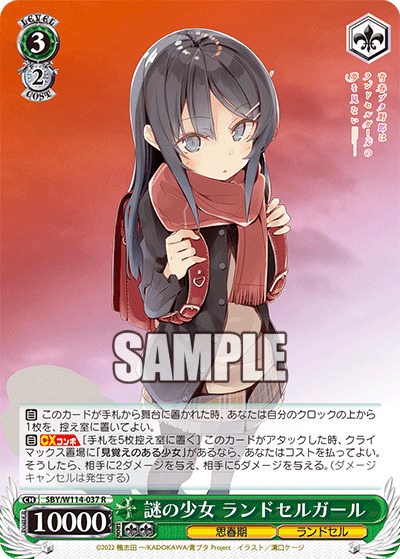 LEVEL
3
2
COST
青春ブタ野郎は
ランドセルガールの
夢を見ない
SAMPLE
自 このカードが手札から舞台に置かれた時、あなたは自分のクロックの上から
1枚を、控え室に置いてよい。
自 CXコンボ [手札を5枚控え室に置く] このカードがアタックした時、クライ
マックス置場に「見覚えのある少女」があるなら、あなたはコストを払ってよい。
そうしたら、相手に2ダメージを与え、相手に5ダメージを与える。(ダメージ
キャンセルは発生する)
CH SBY/W114-037 R
10000
謎の少女 ランドセルガール
思春期
ランドセル
©2022 鴨志田 一/KADOKAWA/青ブタ Project イラスト/溝口ケージ